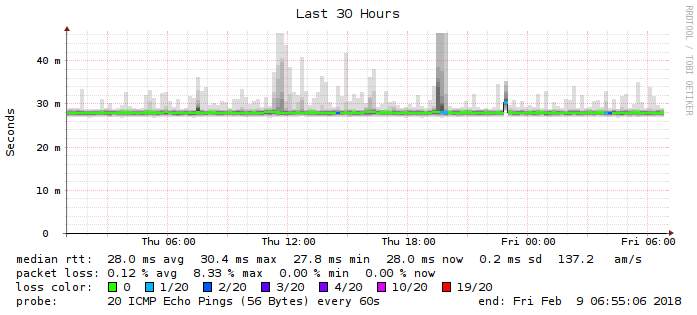 Last 30 Hours
RRDTOOL / TOBI OETIKER
Seconds
40 m
30 m
20 m
10 m
0
Thu 06:00 Thu 12:00 Thu 18:00 Fri 00:00 Fri 06:00
median rtt: 28.0 ms avg 30.4 ms max 27.8 ms min 28.0 ms now 0.2 ms sd 137.2 am/s
packet loss: 0.12 % avg 8.33 % max 0.00 % min 0.00 % now
loss color: 0 1/20 2/20 3/20 4/20 10/20 19/20
probe: 20 ICMP Echo Pings (56 Bytes) every 60s end: Fri Feb 9 06:55:06 2018